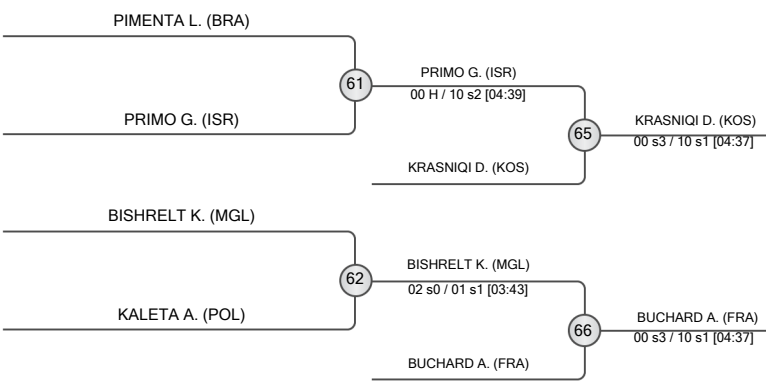 PIMENTA L. (BRA)
61
PRIMO G. (ISR)
00 H / 10 s2 [04:39]
PRIMO G. (ISR)
65
KRASNIQI D. (KOS)
00 s3 / 10 s1 [04:37]
KRASNIQI D. (KOS)
BISHRELT K. (MGL)
62
BISHRELT K. (MGL)
02 s0 / 01 s1 [03:43]
KALETA A. (POL)
66
BUCHARD A. (FRA)
00 s3 / 10 s1 [04:37]
BUCHARD A. (FRA)